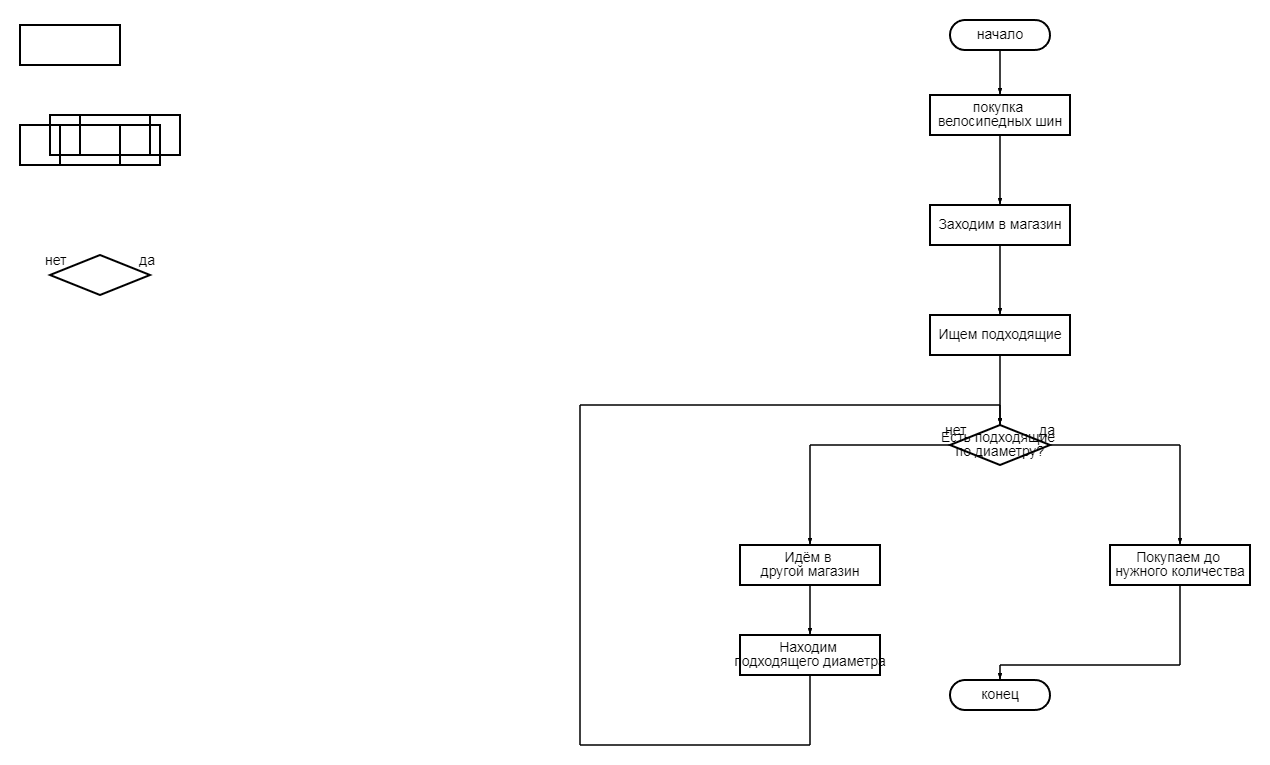 начало
покупка
велосипедных шин
Заходим в магазин
нет
да
Ищем подходящие
нет
да
Есть подходящие
по диаметру?
Идём в
другой магазин
Покупаем до
нужного количества
Находим
подходящего диаметра
конец